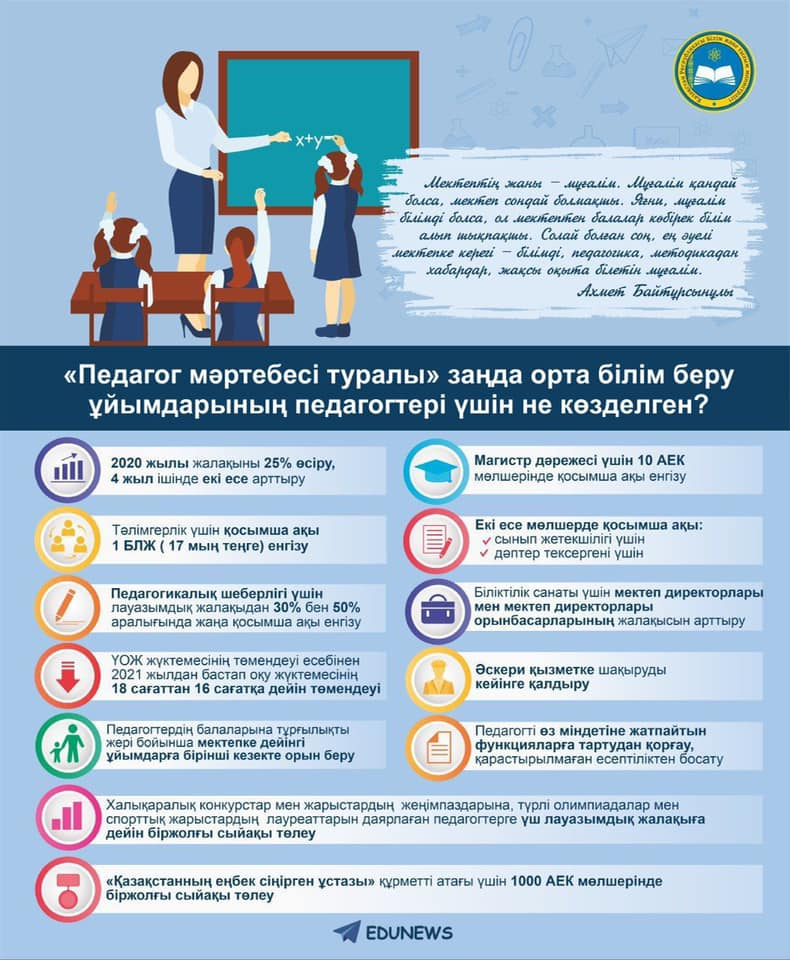 x+y=
Қазақстан Республикасы Білім және ғылым министрлігі
Мектептің жаны – мұғалім. Мұғалім қандай
болса, мектеп сондай болмақшы. Яғни, мұғалім
білімді болса, ол мектептен балалар көбірек білім
алып шықпақшы. Солай болған соң, ең әуелі
мектепке керегі – білімді, педагогика, методикадан
хабардар, жақсы оқыта білетін мұғалім.
Ахмет Байтұрсынұлы
«Педагог мәртебесі туралы» заңда орта білім беру
ұйымдарының педагогтері үшін не көзделген?
2020 жылы жалақыны 25% өсіру,
4 жыл ішінде екі есе арттыру
Тәлімгерлік үшін қосымша ақы
1 БЛЖ ( 17 мың теңге) енгізу
Педагогикалық шеберлігі үшін
лауазымдық жалақыдан 30% бен 50%
аралығында жаңа қосымша ақы енгізу
ҮОЖ жүктемесінің төмендеуі есебінен
2021 жылдан бастап оқу жүктемесінің
18 сағаттан 16 сағатқа дейін төмендеуі
Педагогтердің балаларына тұрғылықты
жері бойынша мектепке дейінгі
ұйымдарға бірінші кезекте орын беру
Магистр дәрежесі үшін 10 АЕК
мөлшерінде қосымша ақы енгізу
Екі есе мөлшерде қосымша ақы:
✓ сынып жетекшілігі үшін
✓ дәптер тексергені үшін
Біліктілік санаты үшін мектеп директорлары
мен мектеп директорлары
орынбасарларының жалақысын арттыру
Әскери қызметке шақыруды
кейінге қалдыру
Педагогті өз міндетіне жатпайтын
функцияларға тартудан қорғау,
қарастырылмаған есептіліктен босату
Халықаралық конкурстар мен жарыстардың жеңімпаздарына, түрлі олимпиадалар мен
спорттық жарыстардың лауреаттарын даярлаған педагогтерге үш лауазымдық жалақыға
дейін біржолғы сыйақы төлеу
«Қазақстанның еңбек сіңірген ұстазы» құрметті атағы үшін 1000 АЕК мөлшерінде
біржолғы сыйақы төлеу
EDUNEWS